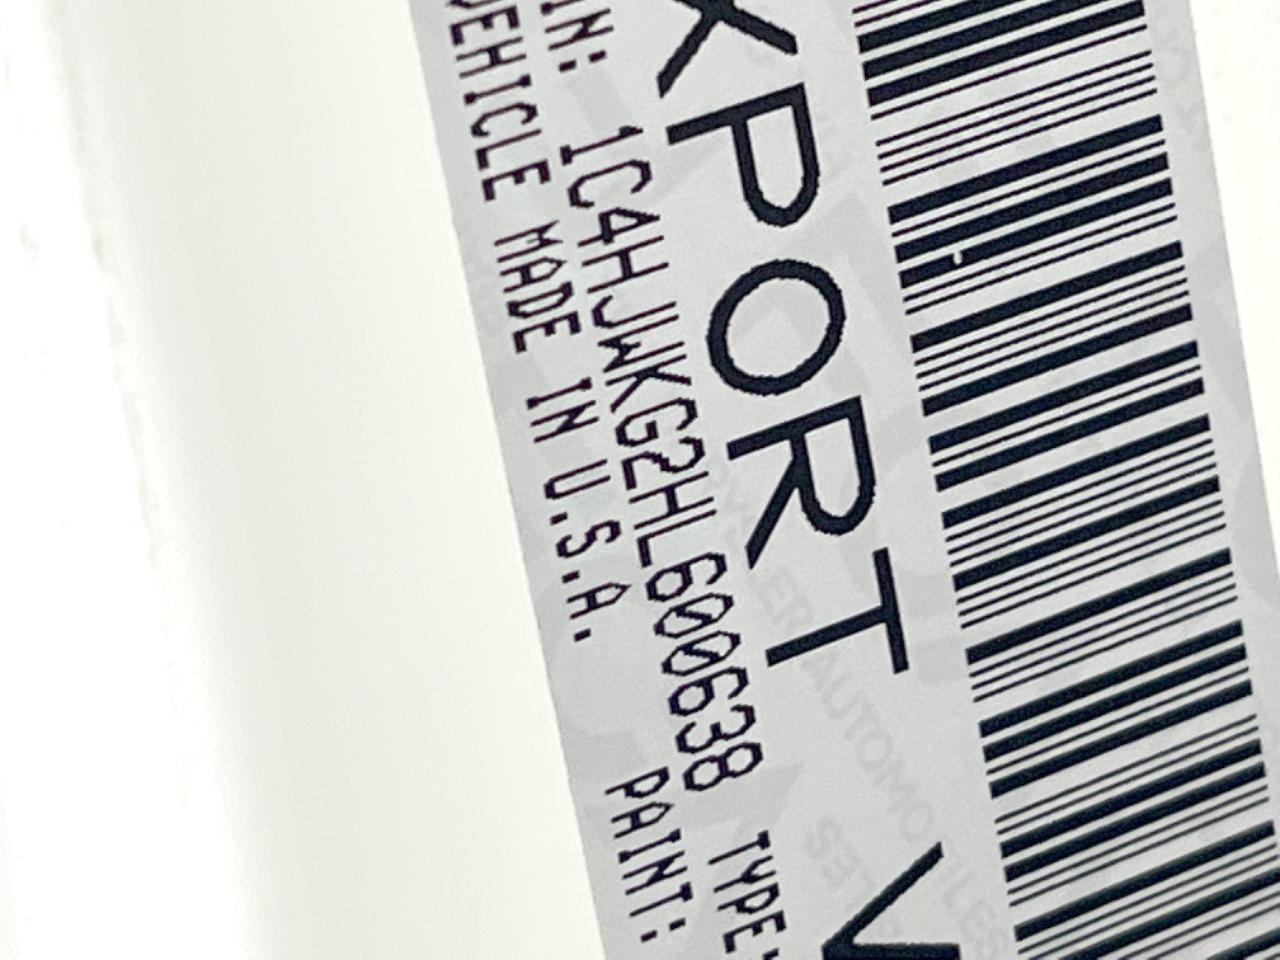 XPORT V
IN: 1C4HJWKG2HL600638 TYPE:
VEHICLE MADE IN U.S.A. PAINT: